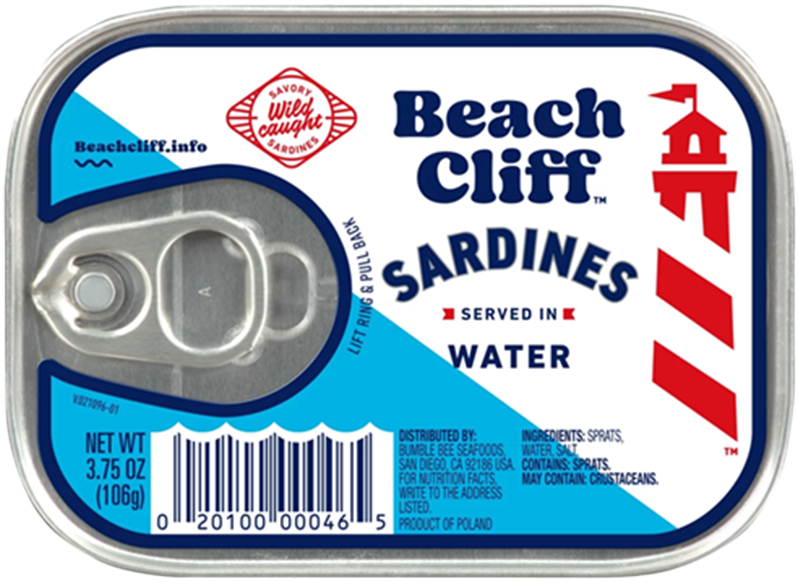 Beachcliff.info
SAVORY
Wild
caught
SARDINES
Beach
Cliff™
SARDINES
SERVED IN
WATER
LIFT RING & PULL BACK
A
V.021096-01
NET WT
3.75 OZ
(106g)
0 20100 00046 5
DISTRIBUTED BY:
BUMBLE BEE SEAFOODS,
SAN DIEGO, CA 92186 USA.
FOR NUTRITION FACTS,
WRITE TO THE ADDRESS
LISTED.
PRODUCT OF POLAND
INGREDIENTS: SPRATS,
WATER, SALT.
CONTAINS: SPRATS.
MAY CONTAIN: CRUSTACEANS.
TM